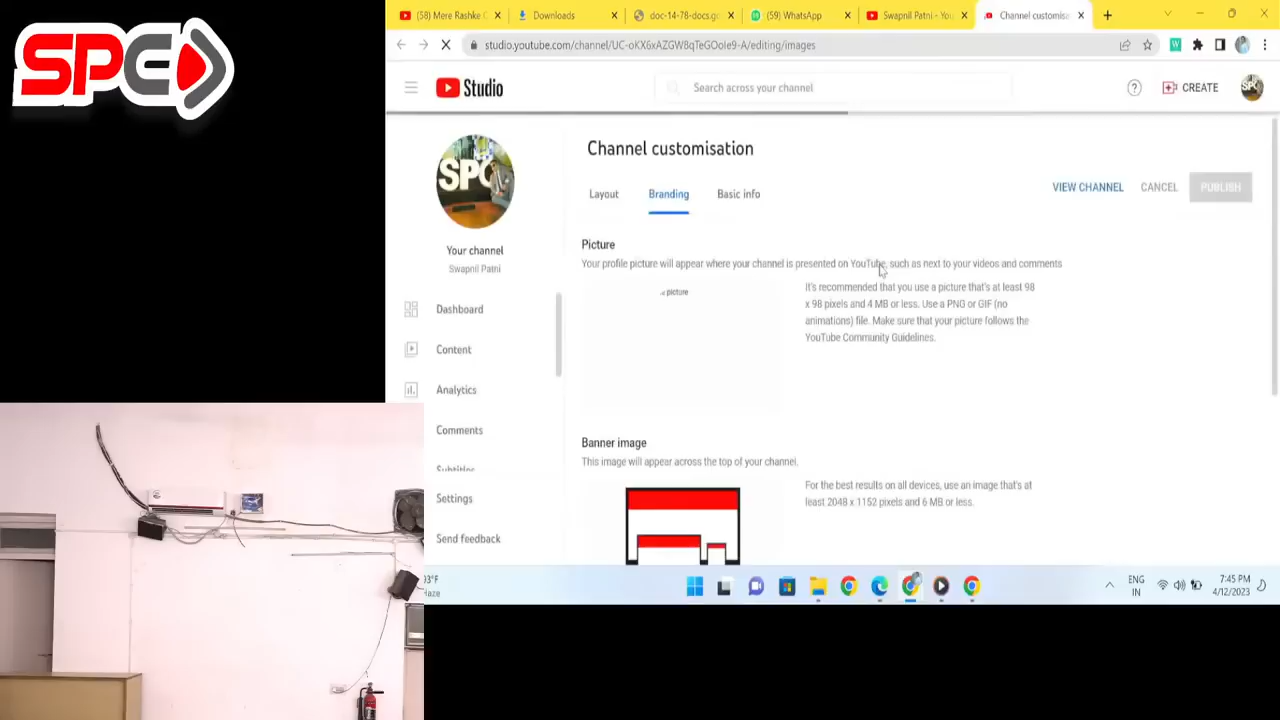 SPE
(58) Mere Rashke
Downloads
doc-14-78-docs.go
(59) WhatsApp
Swapnil Patni - You
Channel customisa
studio.youtube.com/channel/UC-oKX6xAZGW8qTeGOole9-A/editing/images
Studio
Search across your channel
CREATE
SPC
Your channel
Swapnil Patni
Dashboard
Content
Analytics
Comments
Subtitles
Settings
Send feedback
Channel customisation
Layout
Branding
Basic info
VIEW CHANNEL
CANCEL
PUBLISH
Picture
Your profile picture will appear where your channel is presented on YouTube, such as next to your videos and comments
picture
It's recommended that you use a picture that's at least 98
x 98 pixels and 4 MB or less. Use a PNG or GIF (no
animations) file. Make sure that your picture follows the
YouTube Community Guidelines.
Banner image
This image will appear across the top of your channel.
For the best results on all devices, use an image that's at
least 2048 x 1152 pixels and 6 MB or less.
Haze
ENG
IN
7:45 PM
4/12/2023